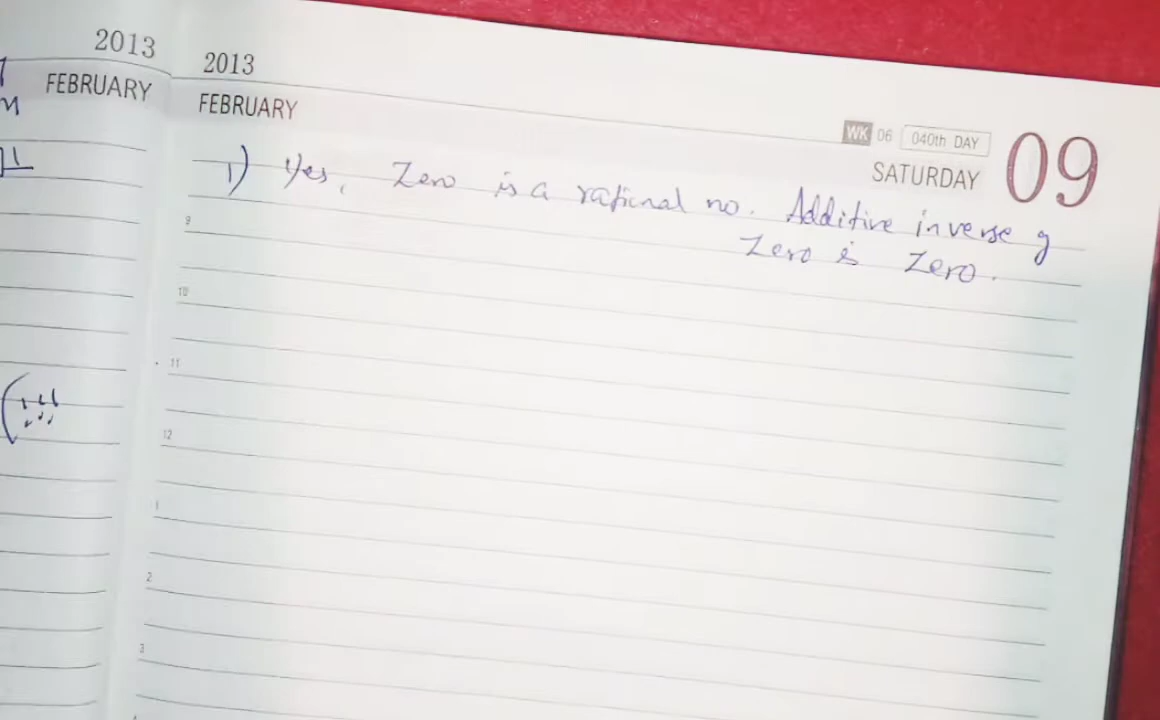 2013
FEBRUARY
2013
FEBRUARY
WK 06 040th DAY
SATURDAY
09
1) Yes, Zero is a rational no. Additive inverse of
Zero is Zero.
9
10
11
12
1
2
3